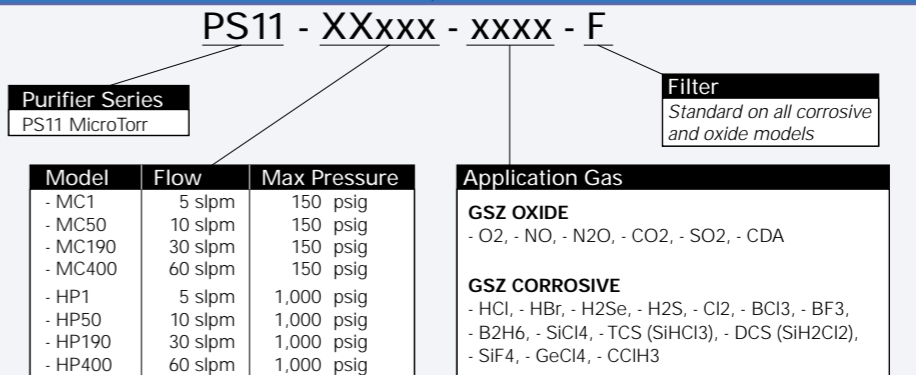 PS11 - XXxxx - xxxx - F
Purifier Series
PS11 MicroTorr
Filter
Standard on all corrosive
and oxide models
Model Flow Max Pressure
- MC1 5 slpm 150 psig
- MC50 10 slpm 150 psig
- MC190 30 slpm 150 psig
- MC400 60 slpm 150 psig
- HP1 5 slpm 1,000 psig
- HP50 10 slpm 1,000 psig
- HP190 30 slpm 1,000 psig
- HP400 60 slpm 1,000 psig
Application Gas
GSZ OXIDE
- O2, - NO, - N2O, - CO2, - SO2, - CDA
GSZ CORROSIVE
- HCl, - HBr, - H2Se, - H2S, - Cl2, - BCl3, - BF3,
- B2H6, - SiCl4, - TCS (SiHCl3), - DCS (SiH2Cl2),
- SiF4, - GeCl4, - CClH3